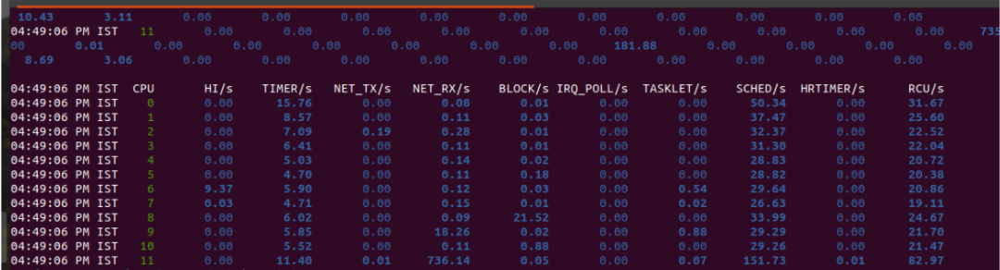 10.43 3.11 0.00 0.00 0.00 0.00 0.00 0.00 0.00 0.00
04:49:06 PM IST 11 0.00 0.00 0.00 0.00 0.00 0.00 0.00 0.00 0.00 735
00 0.01 0.00 0.00 0.00 0.00 0.00 0.00 181.88 0.00 0.00 0.00 0.00
8.69 3.06 0.00 0.00 0.00 0.00 0.00 0.00 0.00 0.00
04:49:06 PM IST CPU HI/s TIMER/s NET_TX/s NET_RX/s BLOCK/s IRQ_POLL/s TASKLET/s SCHED/s HRTIMER/s RCU/s
04:49:06 PM IST 0 0.00 15.76 0.00 0.08 0.01 0.00 0.00 50.34 0.00 31.67
04:49:06 PM IST 1 0.00 8.57 0.00 0.11 0.03 0.00 0.00 37.47 0.00 25.60
04:49:06 PM IST 2 0.00 7.09 0.19 0.28 0.01 0.00 0.00 32.37 0.00 22.52
04:49:06 PM IST 3 0.00 6.41 0.00 0.11 0.01 0.00 0.00 31.30 0.00 22.04
04:49:06 PM IST 4 0.00 5.03 0.00 0.14 0.02 0.00 0.00 28.83 0.00 20.72
04:49:06 PM IST 5 0.00 4.70 0.00 0.11 0.18 0.00 0.00 28.82 0.00 20.38
04:49:06 PM IST 6 9.37 5.90 0.00 0.12 0.03 0.00 0.54 29.64 0.00 20.86
04:49:06 PM IST 7 0.03 4.71 0.00 0.15 0.01 0.00 0.02 26.63 0.00 19.11
04:49:06 PM IST 8 0.00 6.02 0.00 0.09 21.52 0.00 0.00 33.99 0.00 24.67
04:49:06 PM IST 9 0.00 5.85 0.00 18.26 0.02 0.00 0.88 29.29 0.00 21.70
04:49:06 PM IST 10 0.00 5.52 0.00 0.11 0.88 0.00 0.00 29.26 0.00 21.47
04:49:06 PM IST 11 0.00 11.40 0.01 736.14 0.05 0.00 0.07 151.73 0.01 82.97